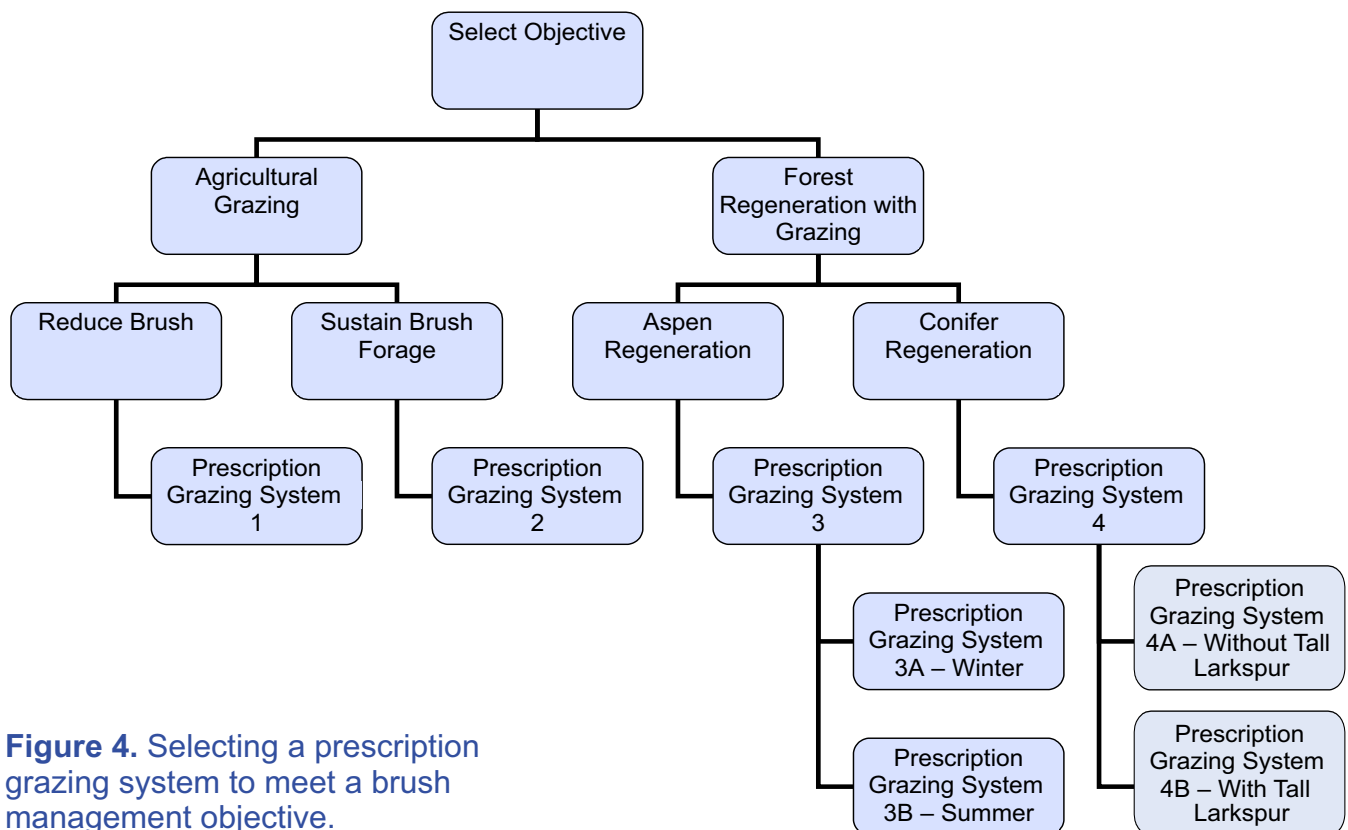 Select Objective
Agricultural
Grazing
Forest
Regeneration with
Grazing
Reduce Brush
Sustain Brush
Forage
Aspen
Regeneration
Conifer
Regeneration
Prescription
Grazing System
1
Prescription
Grazing System
2
Prescription
Grazing System
3
Prescription
Grazing System
4
Prescription
Grazing System
3A – Winter
Prescription
Grazing System
4A – Without Tall
Larkspur
Prescription
Grazing System
3B – Summer
Prescription
Grazing System
4B – With Tall
Larkspur
Figure 4. Selecting a prescription
grazing system to meet a brush
management objective.